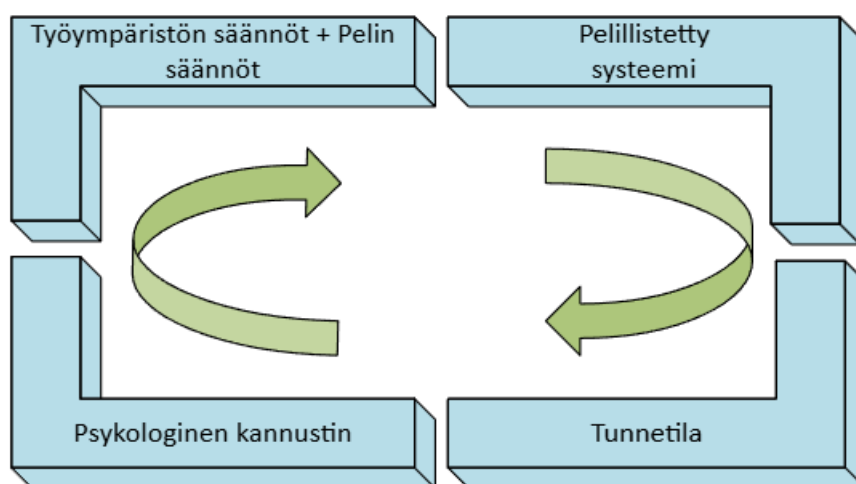 Työympäristön säännöt + Pelin
säännöt
Pelillistetty
systeemi
Psykologinen kannustin
Tunnetila